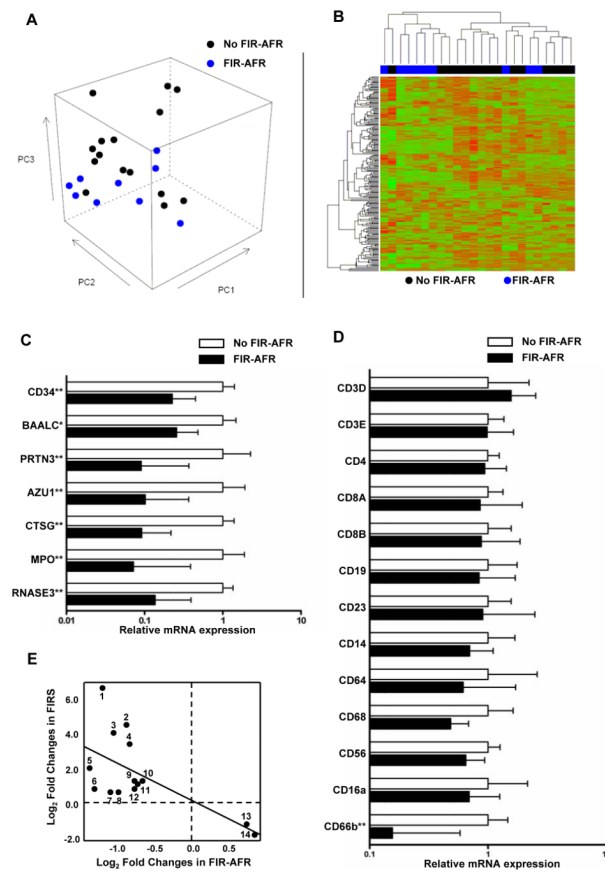 A
No FIR-AFR
FIR-AFR
PC3
PC2
PC1
B
No FIR-AFR
FIR-AFR
C
No FIR-AFR
FIR-AFR
CD34**
BAALC*
PRTN3**
AZU1**
CTSG**
MPO**
RNASE3**
0.01 0.1 1 10
Relative mRNA expression
D
No FIR-AFR
FIR-AFR
CD3D
CD3E
CD4
CD8A
CD8B
CD19
CD23
CD14
CD64
CD68
CD56
CD16a
CD66b**
0.1 1
Relative mRNA expression
E
Log2 Fold Changes in FIRS
6.0
4.0
2.0
0.0
1
2
3
4
5
6
7 8
9 10
11
12
13
14
-1.0 -0.5 0.0 0.5
Log2 Fold Changes in FIR-AFR